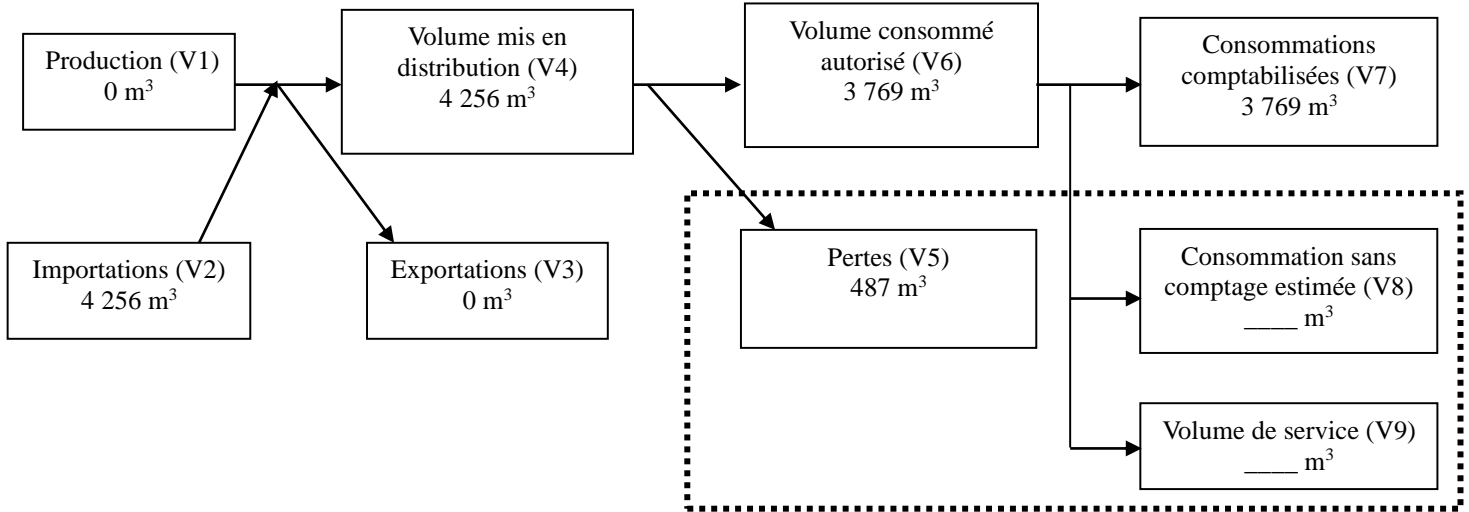 Production (V1)
0 m³
Volume mis en
distribution (V4)
4 256 m³
Volume consommé
autorisé (V6)
3 769 m³
Consommations
comptabilisées (V7)
3 769 m³
Importations (V2)
4 256 m³
Exportations (V3)
0 m³
Pertes (V5)
487 m³
Consommation sans
comptage estimée (V8)
____ m³
Volume de service (V9)
____ m³